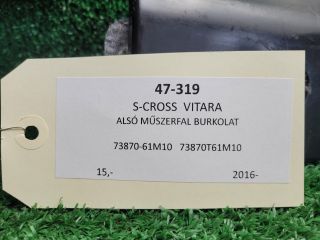 47-319
S-CROSS VITARA
ALSÓ MŰSZERFAL BURKOLAT
73870-61M10 73870T61M10
15,- 2016-